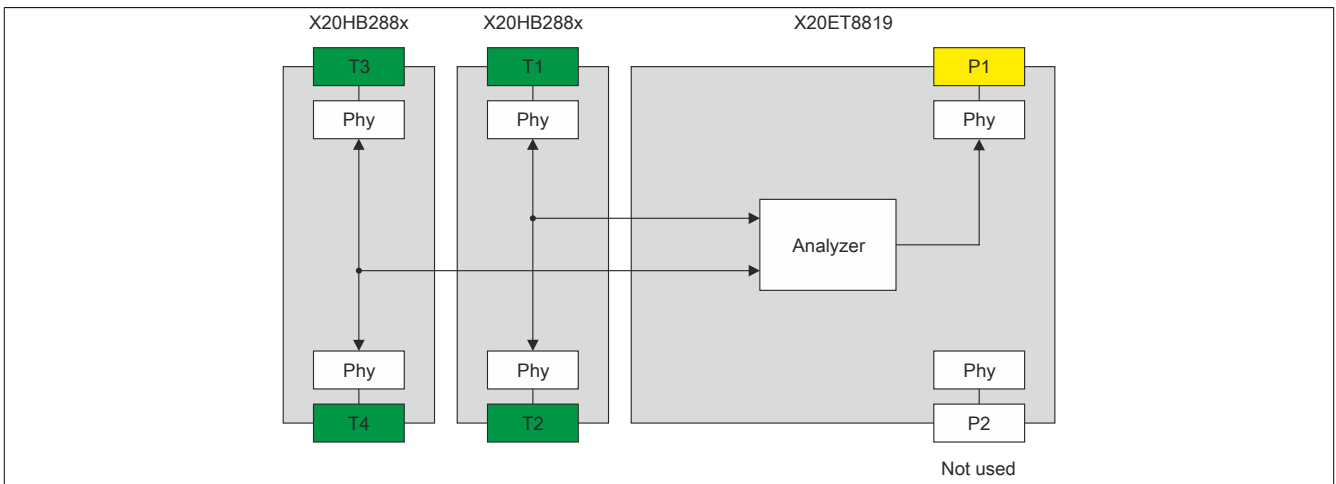 X20HB288x
X20HB288x
X20ET8819
T3
T1
P1
Phy
Phy
Phy
Analyzer
Phy
Phy
Phy
T4
T2
P2
Not used